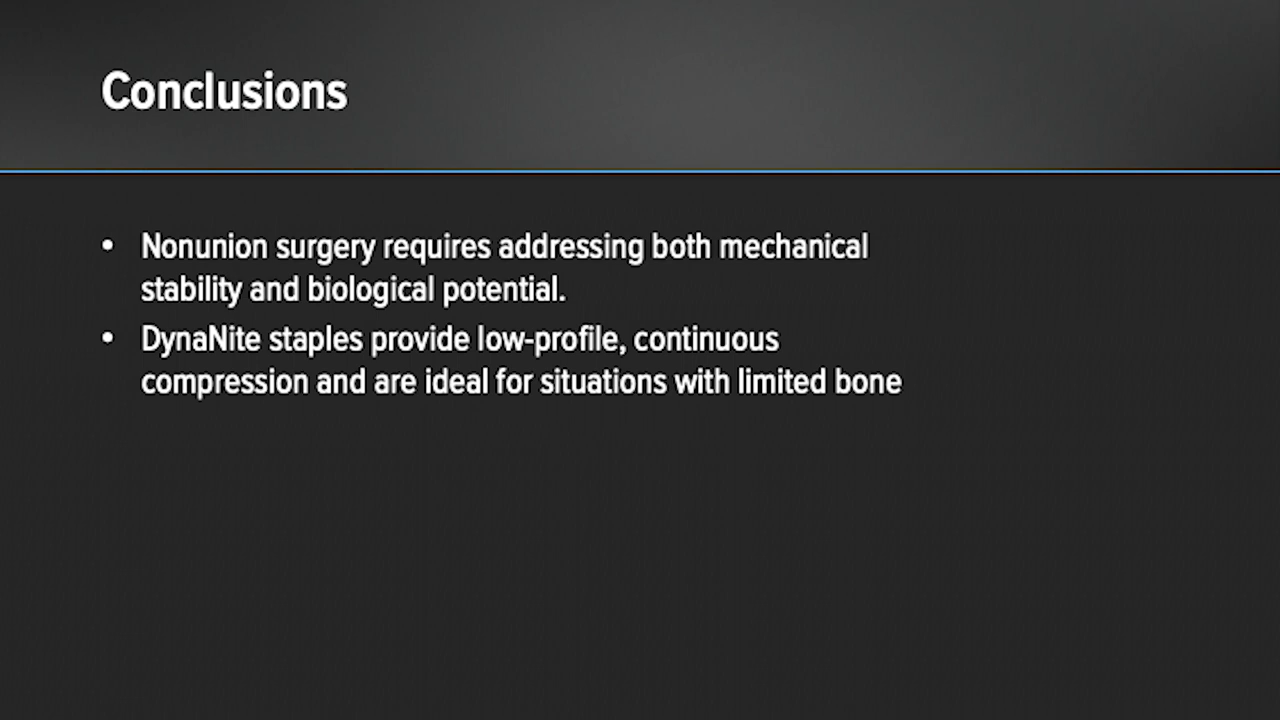 Conclusions
• Nonunion surgery requires addressing both mechanical
stability and biological potential.
• DynaNite staples provide low-profile, continuous
compression and are ideal for situations with limited bone